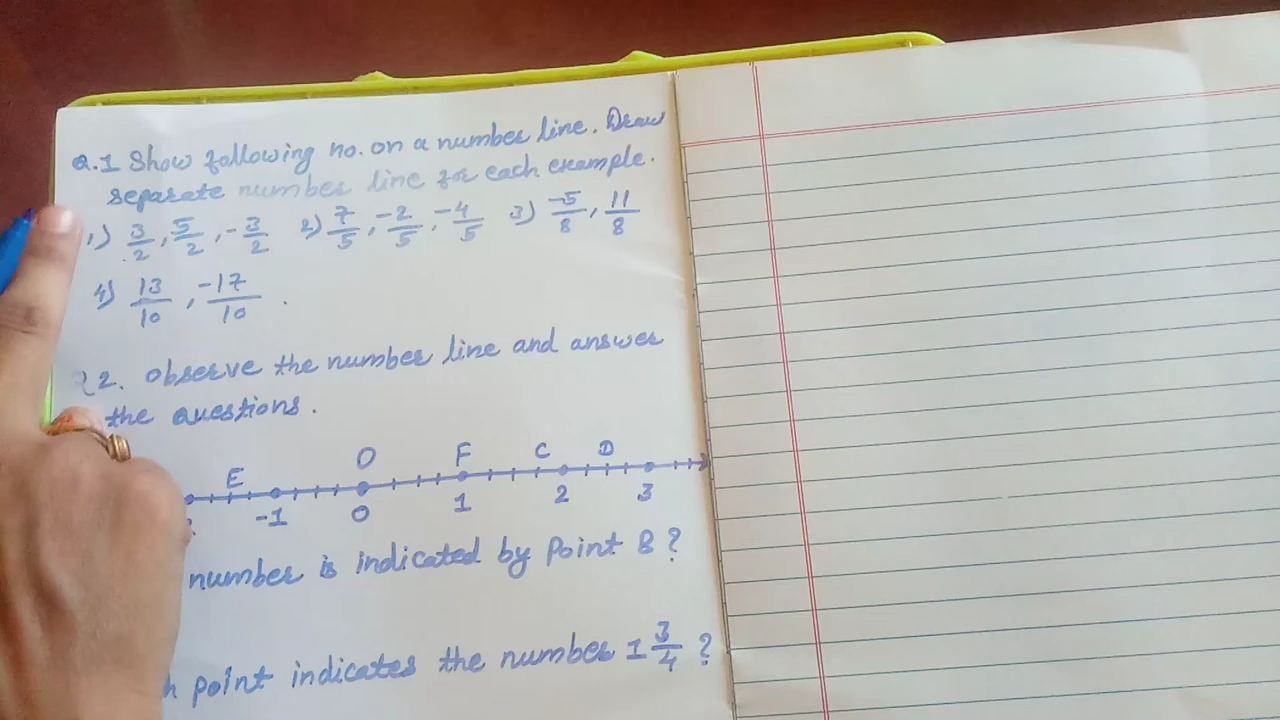 Q.1 Show following no. on a number line. Draw
separate number line for each example.
1) 3/2, 5/2, -3/2 2) 7/5, -2/5, -4/5 3) -5/8, 11/8
4) 13/10, -17/10.
2. Observe the number line and answer
the questions.
E O F C D
-1 0 1 2 3
number is indicated by Point B?
point indicates the number 1 3/4?